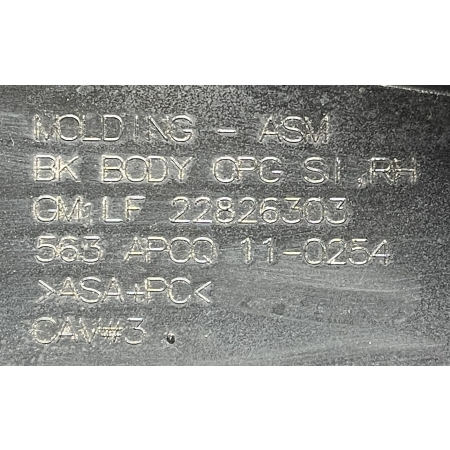 MOLDING - ASM
BK BODY OPG SI,RH
GM:LF 22826303
563 APCQ 11-0254
>ASA+PC<
CAV#3